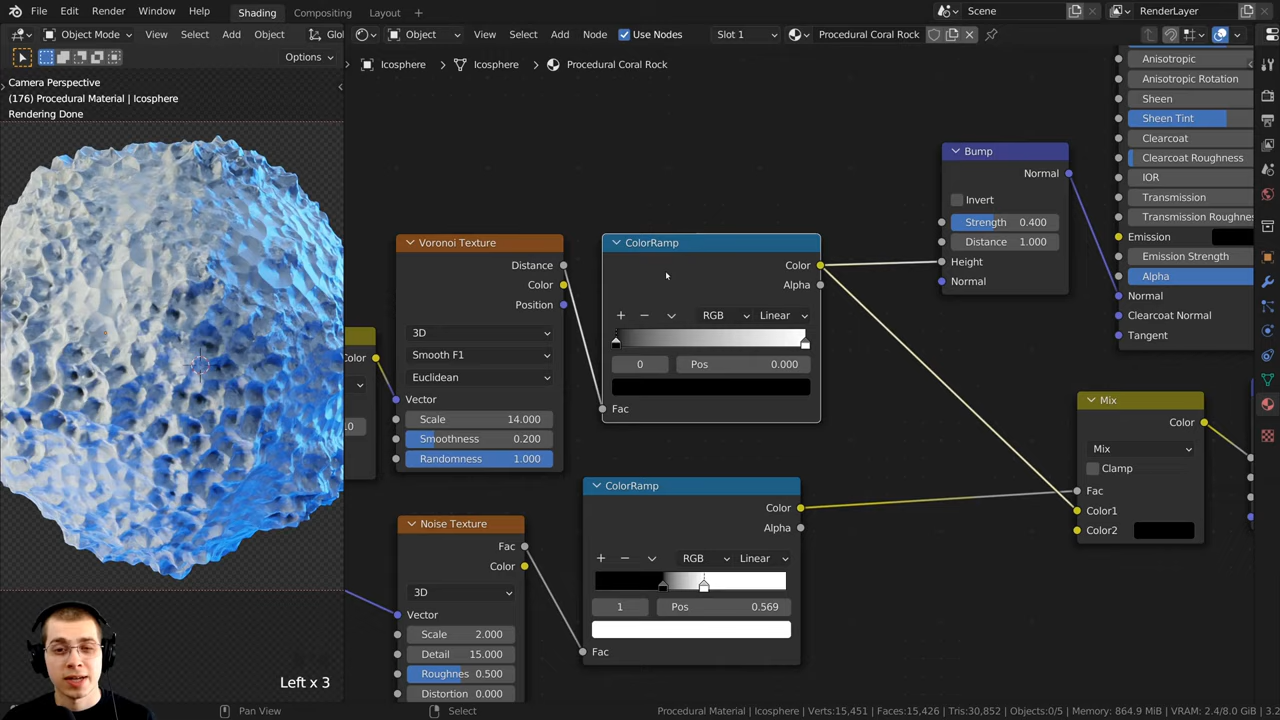 File Edit Render Window Help Shading Compositing Layout + Scene RenderLayer
Object Mode View Select Add Object Glol Object View Select Add Node Use Nodes Slot 1 Procedural Coral Rock
Options Icosphere Icosphere Procedural Coral Rock
Camera Perspective
(176) Procedural Material | Icosphere
Rendering Done
Anisotropic
Anisotropic Rotation
Sheen
Sheen Tint
Clearcoat
Clearcoat Roughness
IOR
Transmission
Transmission Roughness
Emission
Emission Strength
Alpha
Normal
Clearcoat Normal
Tangent
Bump
Normal
Invert
Strength 0.400
Distance 1.000
Height
Normal
Voronoi Texture
Distance
Color
Position
3D
Smooth F1
Euclidean
Vector
Scale 14.000
Smoothness 0.200
Randomness 1.000
ColorRamp
Color
Alpha
RGB Linear
0 Pos 0.000
Fac
Mix
Color
Mix
Clamp
Fac
Color1
Color2
Noise Texture
Fac
Color
3D
Vector
Scale 2.000
Detail 15.000
Roughnes 0.500
Distortion 0.000
ColorRamp
Color
Alpha
RGB Linear
1 Pos 0.569
Fac
Left x 3
Pan View Select Procedural Material | Icosphere | Verts:15,451 | Faces:15,426 | Tris:30,852 | Objects:0/5 | Memory: 864.9 MiB | VRAM: 2.4/8.0 GiB | 3.2